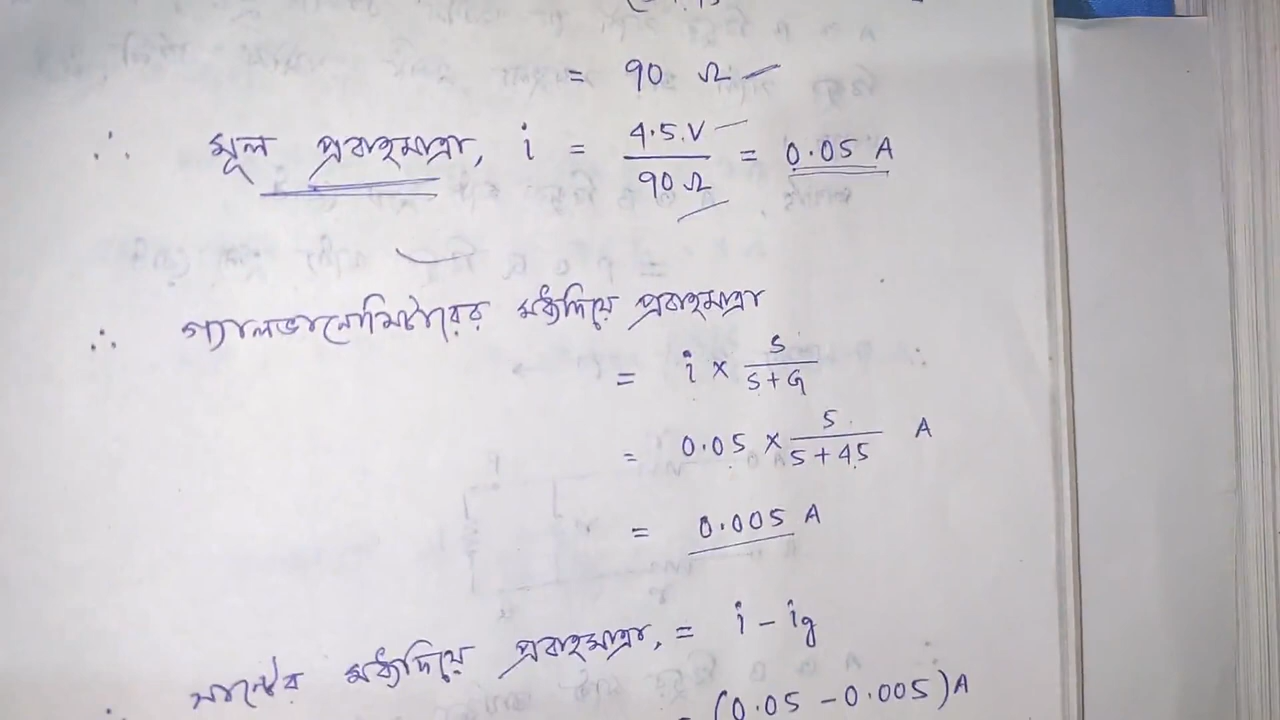 = 90 Ω
∴ মূল প্রবাহমাত্রা, i = 4.5.V / 90 Ω = 0.05 A
∴ গ্যালভানোমিটারের মধ্যদিয়ে প্রবাহমাত্রা
= i × S / S+G
= 0.05 × 5 / 5+45 A
= 0.005 A
সান্টের মধ্যদিয়ে প্রবাহমাত্রা, = i - ig
= (0.05 - 0.005) A